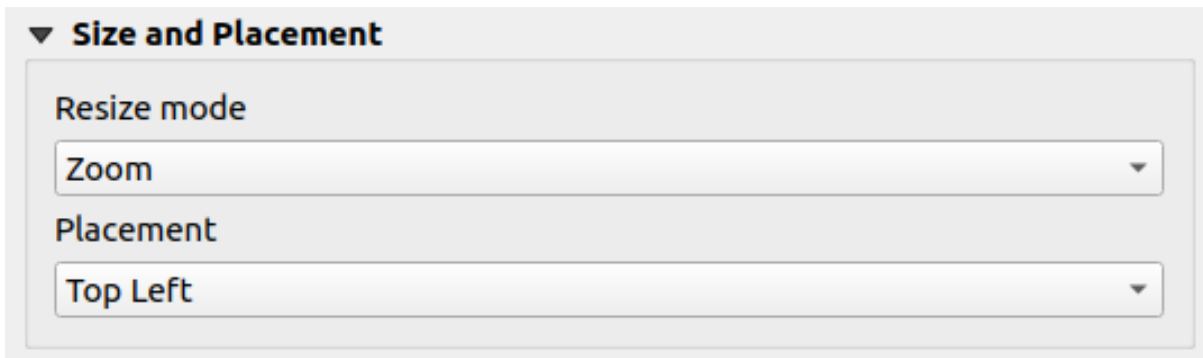 Size and Placement
Resize mode
Zoom
Placement
Top Left